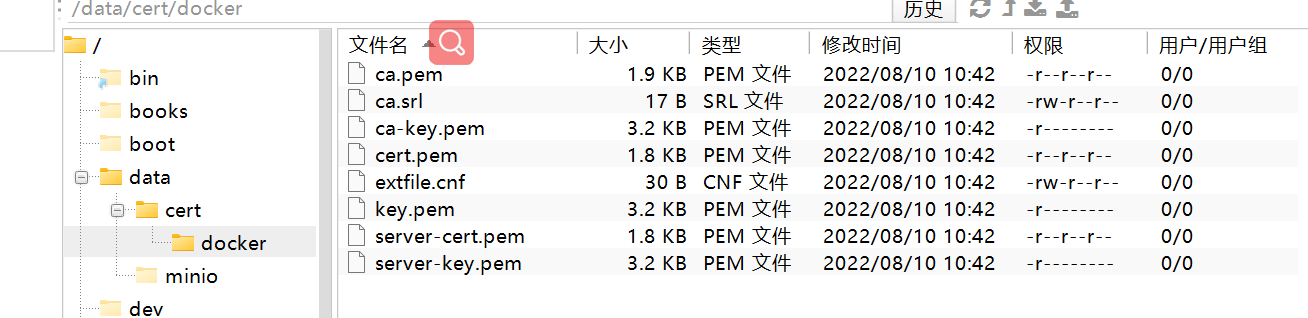 /data/cert/docker 历史
/
bin
books
boot
data
cert
docker
minio
dev
文件名 大小 类型 修改时间 权限 用户/用户组
ca.pem 1.9 KB PEM 文件 2022/08/10 10:42 -r--r--r-- 0/0
ca.srl 17 B SRL 文件 2022/08/10 10:42 -rw-r--r-- 0/0
ca-key.pem 3.2 KB PEM 文件 2022/08/10 10:42 -r-------- 0/0
cert.pem 1.8 KB PEM 文件 2022/08/10 10:42 -r--r--r-- 0/0
extfile.cnf 30 B CNF 文件 2022/08/10 10:42 -rw-r--r-- 0/0
key.pem 3.2 KB PEM 文件 2022/08/10 10:42 -r-------- 0/0
server-cert.pem 1.8 KB PEM 文件 2022/08/10 10:42 -r--r--r-- 0/0
server-key.pem 3.2 KB PEM 文件 2022/08/10 10:42 -r-------- 0/0